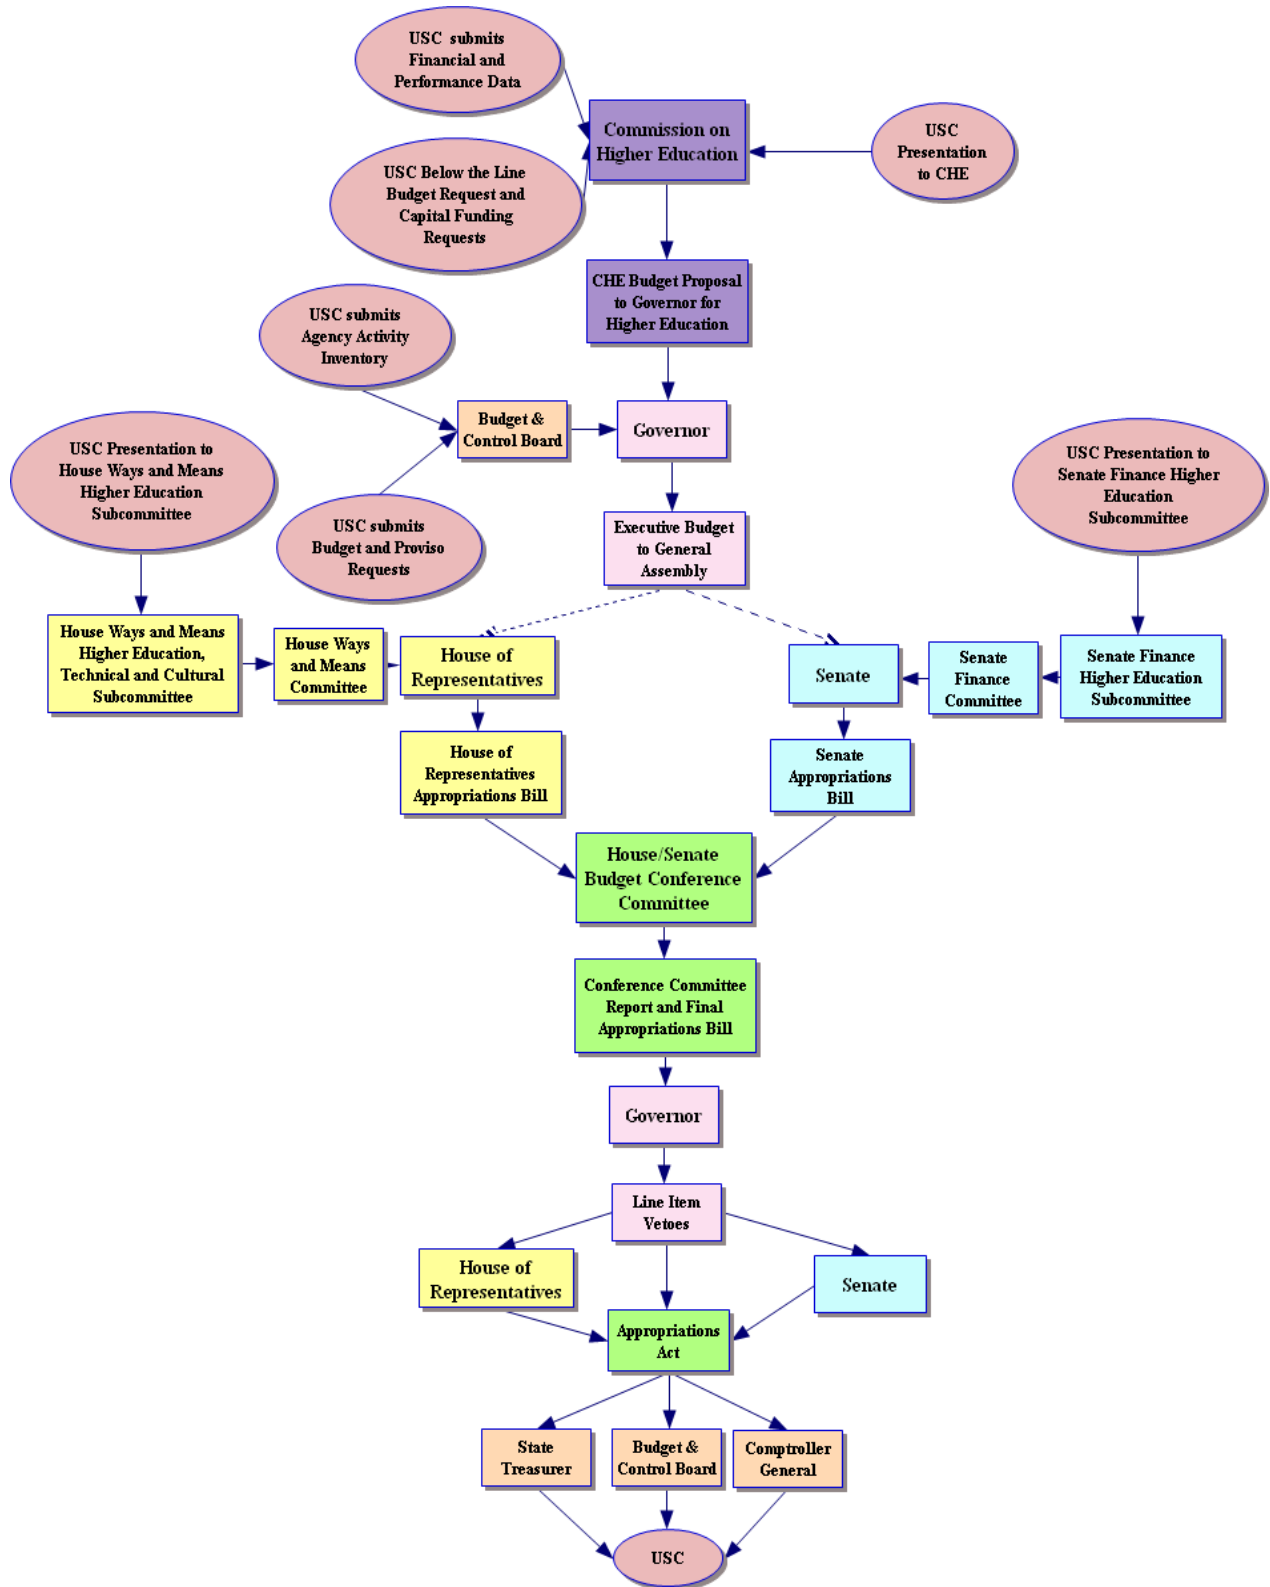 USC submits
Financial and
Performance Data
Commission on
Higher Education
USC
Presentation
to CHE
USC Below the Line
Budget Request and
Capital Funding
Requests
CHE Budget Proposal
to Governor for
Higher Education
USC submits
Agency Activity
Inventory
Budget &
Control Board
Governor
USC Presentation to
House Ways and Means
Higher Education
Subcommittee
USC Presentation to
Senate Finance Higher
Education
Subcommittee
USC submits
Budget and Proviso
Requests
Executive Budget
to General
Assembly
House Ways and Means
Higher Education,
Technical and Cultural
Subcommittee
House Ways
and Means
Committee
House of
Representatives
Senate
Senate
Finance
Committee
Senate Finance
Higher Education
Subcommittee
House of
Representatives
Appropriations Bill
Senate
Appropriations
Bill
House/Senate
Budget Conference
Committee
Conference Committee
Report and Final
Appropriations Bill
Governor
Line Item
Vetoes
House of
Representatives
Senate
Appropriations
Act
State
Treasurer
Budget &
Control Board
Comptroller
General
USC